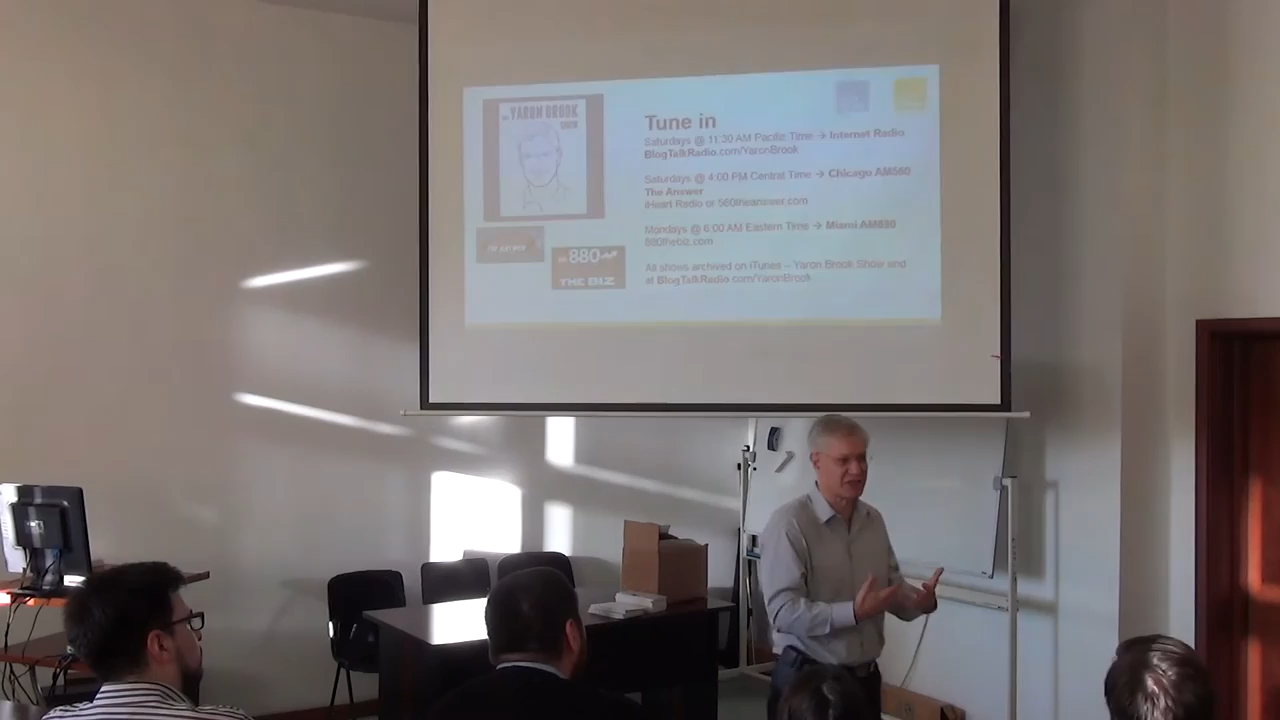 THE YARON BROOK
SHOW
Tune in
Saturdays @ 11:30 AM Pacific Time → Internet Radio
BlogTalkRadio.com/YaronBrook
Saturdays @ 4:00 PM Central Time → Chicago AM560
The Answer
iHeart Radio or 560theanswer.com
Mondays @ 6:00 AM Eastern Time → Miami AM880
880thebiz.com
All shows archived on iTunes – Yaron Brook Show and
at BlogTalkRadio.com/YaronBrook
880
THE BIZ